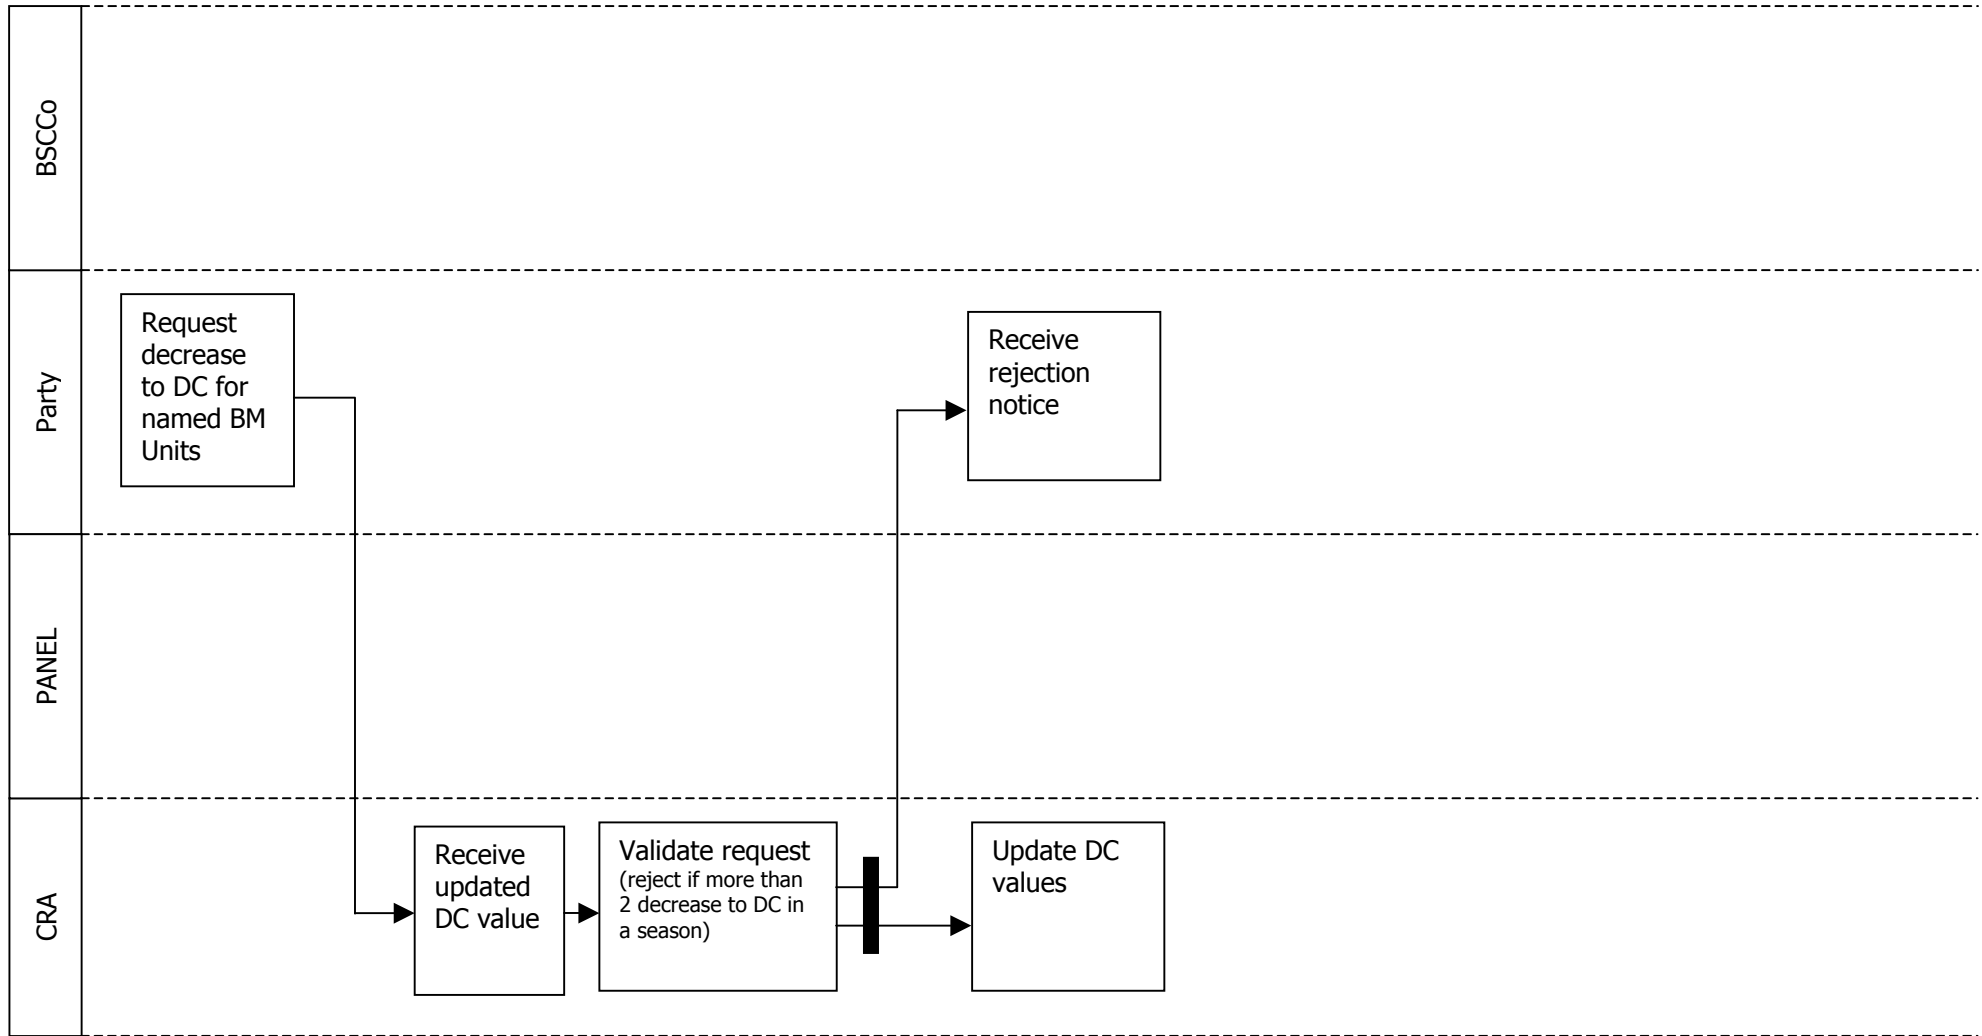 BSCCo
Party
Request
decrease
to DC for
named BM
Units
Receive
rejection
notice
PANEL
CRA
Receive
updated
DC value
Validate request
(reject if more than
2 decrease to DC in
a season)
Update DC
values